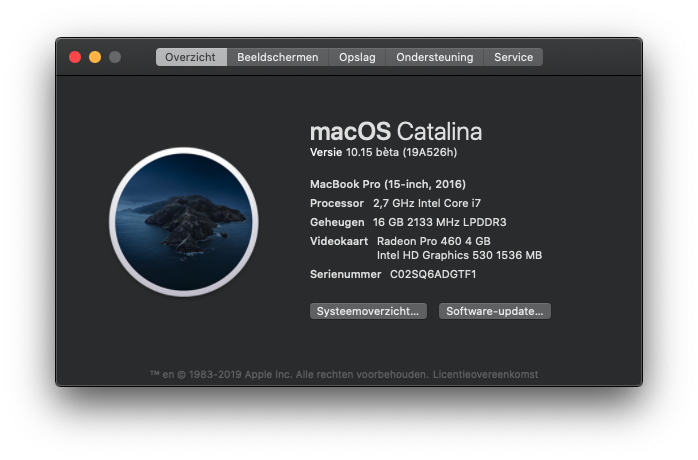 Overzicht Beeldschermen Opslag Ondersteuning Service
macOS Catalina
Versie 10.15 bèta (19A526h)
MacBook Pro (15-inch, 2016)
Processor 2,7 GHz Intel Core i7
Geheugen 16 GB 2133 MHz LPDDR3
Videokaart Radeon Pro 460 4 GB
Intel HD Graphics 530 1536 MB
Serienummer C02SQ6ADGTF1
Systeemoverzicht... Software-update...
™ en © 1983-2019 Apple Inc. Alle rechten voorbehouden. Licentieovereenkomst